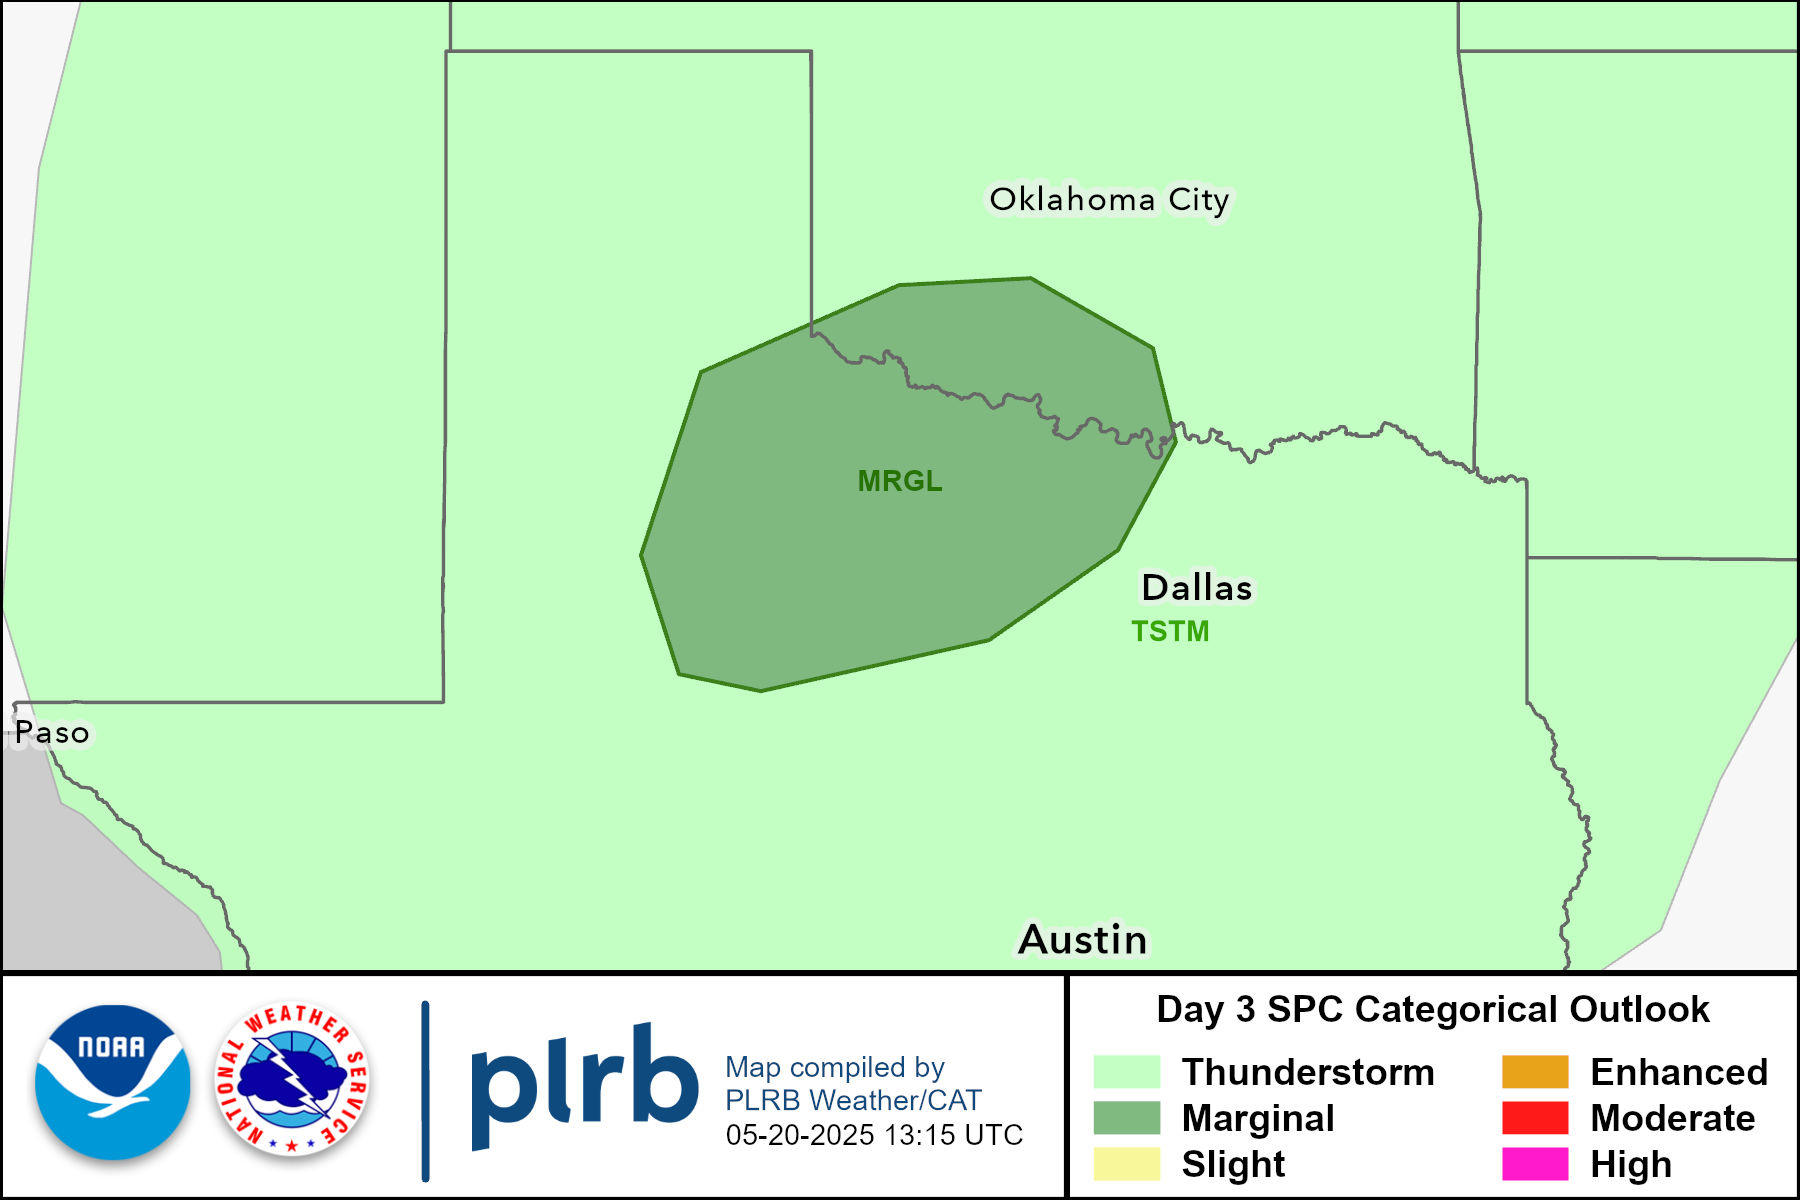 Oklahoma City
MRGL
Dallas
TSTM
Paso
Austin
NOAA
NATIONAL WEATHER SERVICE
plrb
Map compiled by
PLRB Weather/CAT
05-20-2025 13:15 UTC
Day 3 SPC Categorical Outlook
Thunderstorm
Marginal
Slight
Enhanced
Moderate
High